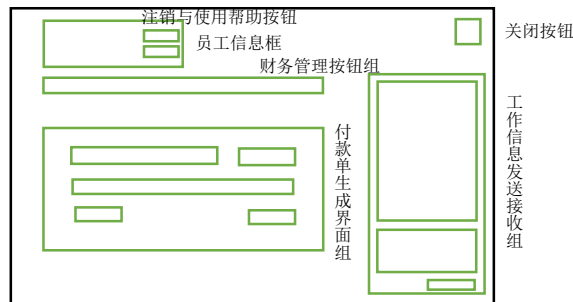 注销与使用帮助按钮
员工信息框
关闭按钮
财务管理按钮组
付款单生成界面组
工作信息发送接收组